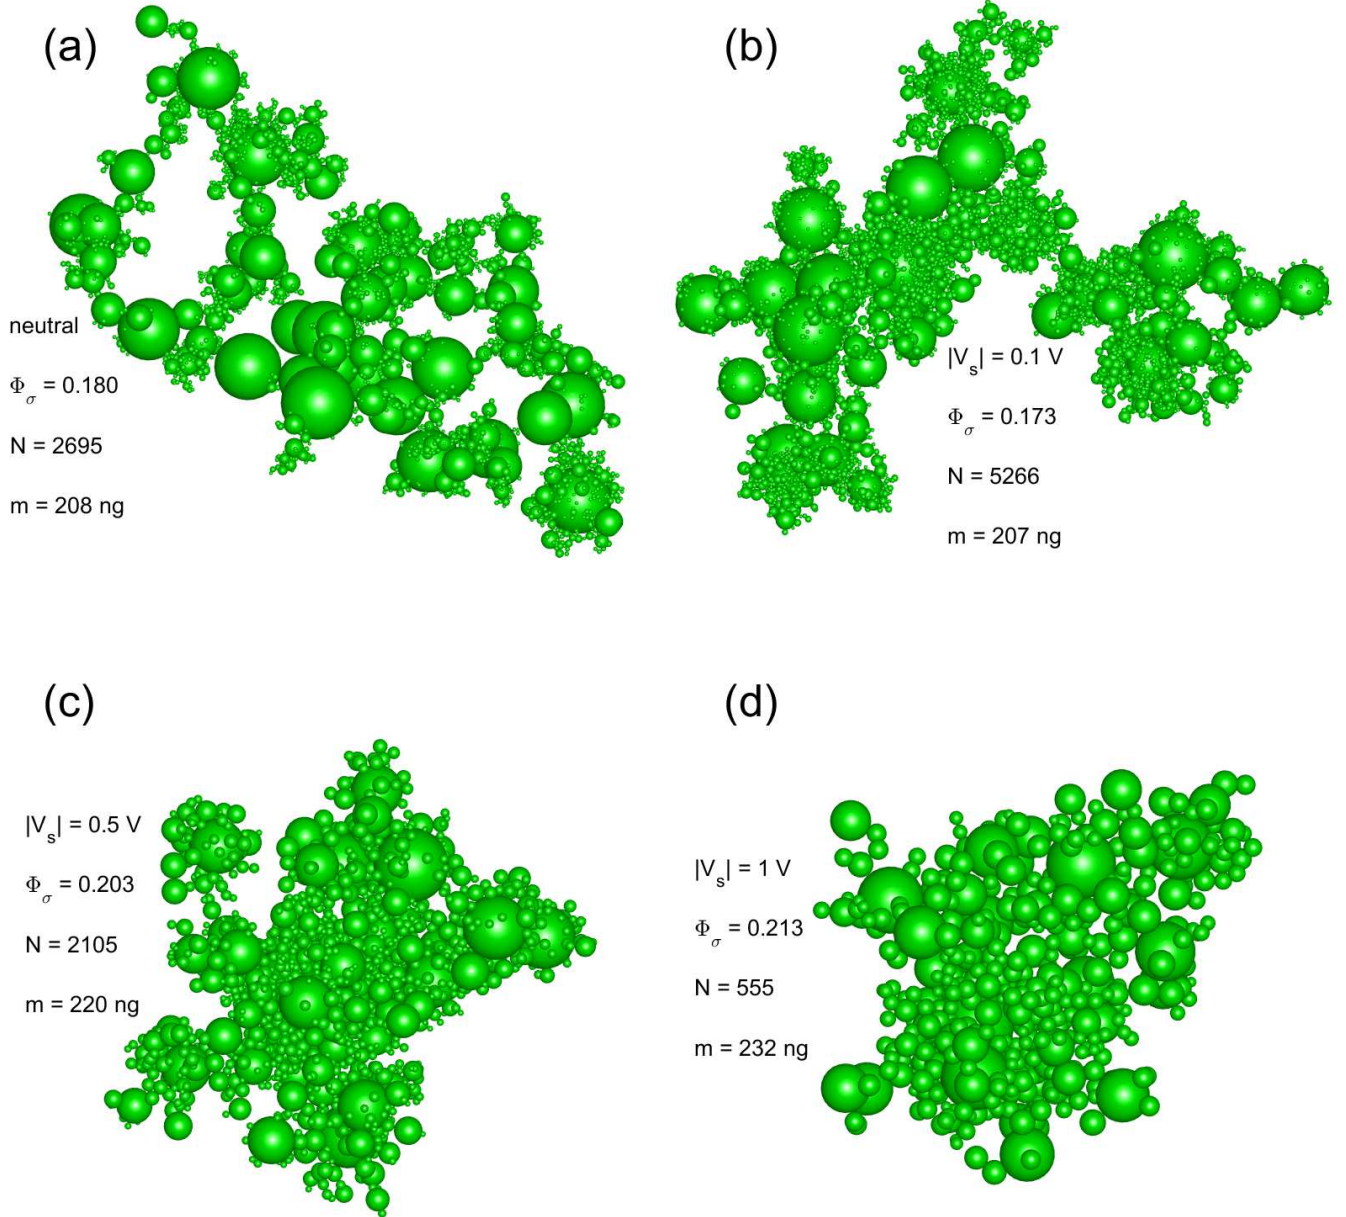 (a)
neutral
Φσ = 0.180
N = 2695
m = 208 ng
(b)
|Vs| = 0.1 V
Φσ = 0.173
N = 5266
m = 207 ng
(c)
|Vs| = 0.5 V
Φσ = 0.203
N = 2105
m = 220 ng
(d)
|Vs| = 1 V
Φσ = 0.213
N = 555
m = 232 ng